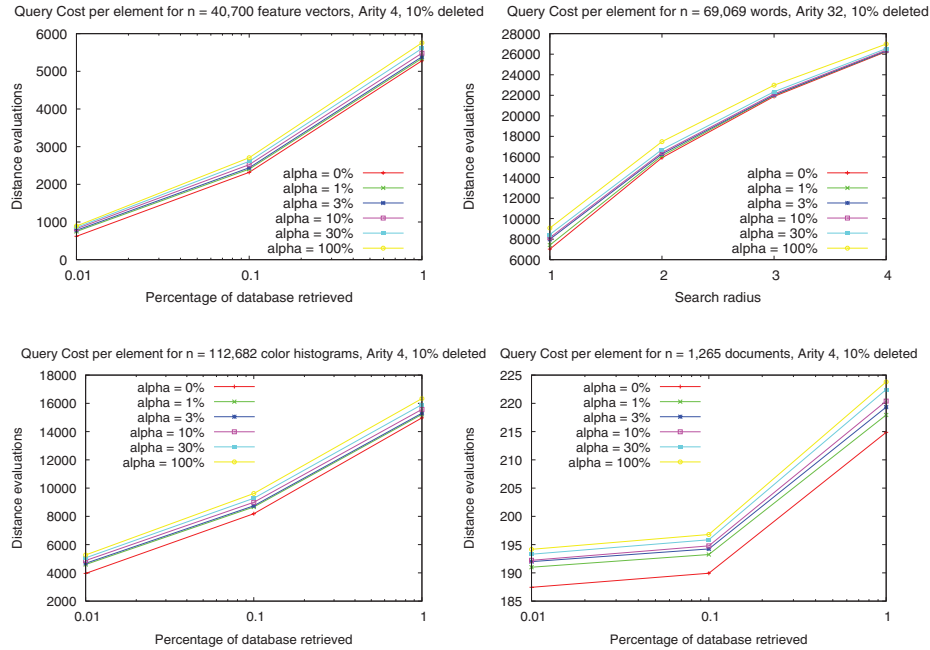 Query Cost per element for n = 40,700 feature vectors, Arity 4, 10% deleted
6000
5000
4000
3000
2000
1000
0
Distance evaluations
alpha = 0%
alpha = 1%
alpha = 3%
alpha = 10%
alpha = 30%
alpha = 100%
0.01
0.1
1
Percentage of database retrieved
Query Cost per element for n = 69,069 words, Arity 32, 10% deleted
28000
26000
24000
22000
20000
18000
16000
14000
12000
10000
8000
6000
Distance evaluations
alpha = 0%
alpha = 1%
alpha = 3%
alpha = 10%
alpha = 30%
alpha = 100%
1
2
3
4
Search radius
Query Cost per element for n = 112,682 color histograms, Arity 4, 10% deleted
18000
16000
14000
12000
10000
8000
6000
4000
2000
Distance evaluations
alpha = 0%
alpha = 1%
alpha = 3%
alpha = 10%
alpha = 30%
alpha = 100%
0.01
0.1
1
Percentage of database retrieved
Query Cost per element for n = 1,265 documents, Arity 4, 10% deleted
225
220
215
210
205
200
195
190
185
Distance evaluations
alpha = 0%
alpha = 1%
alpha = 3%
alpha = 10%
alpha = 30%
alpha = 100%
0.01
0.1
1
Percentage of database retrieved